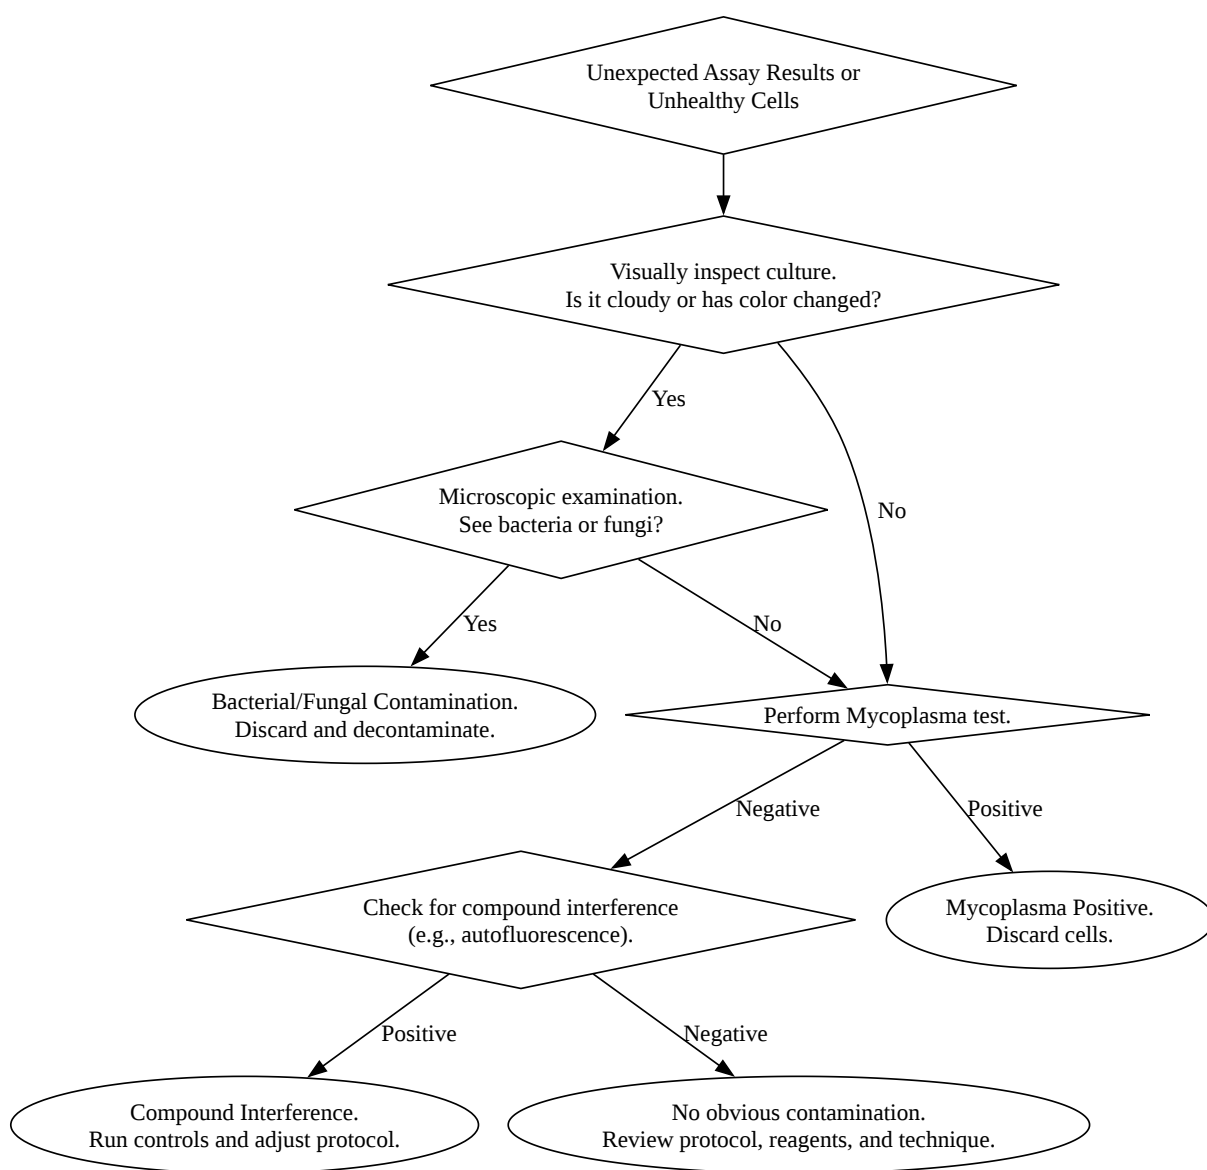 Unexpected Assay Results or
Unhealthy Cells
Visually inspect culture.
Is it cloudy or has color changed?
Yes
No
Microscopic examination.
See bacteria or fungi?
Yes
No
Bacterial/Fungal Contamination.
Discard and decontaminate.
Perform Mycoplasma test.
Negative
Positive
Check for compound interference
(e.g., autofluorescence).
Mycoplasma Positive.
Discard cells.
Positive
Negative
Compound Interference.
Run controls and adjust protocol.
No obvious contamination.
Review protocol, reagents, and technique.